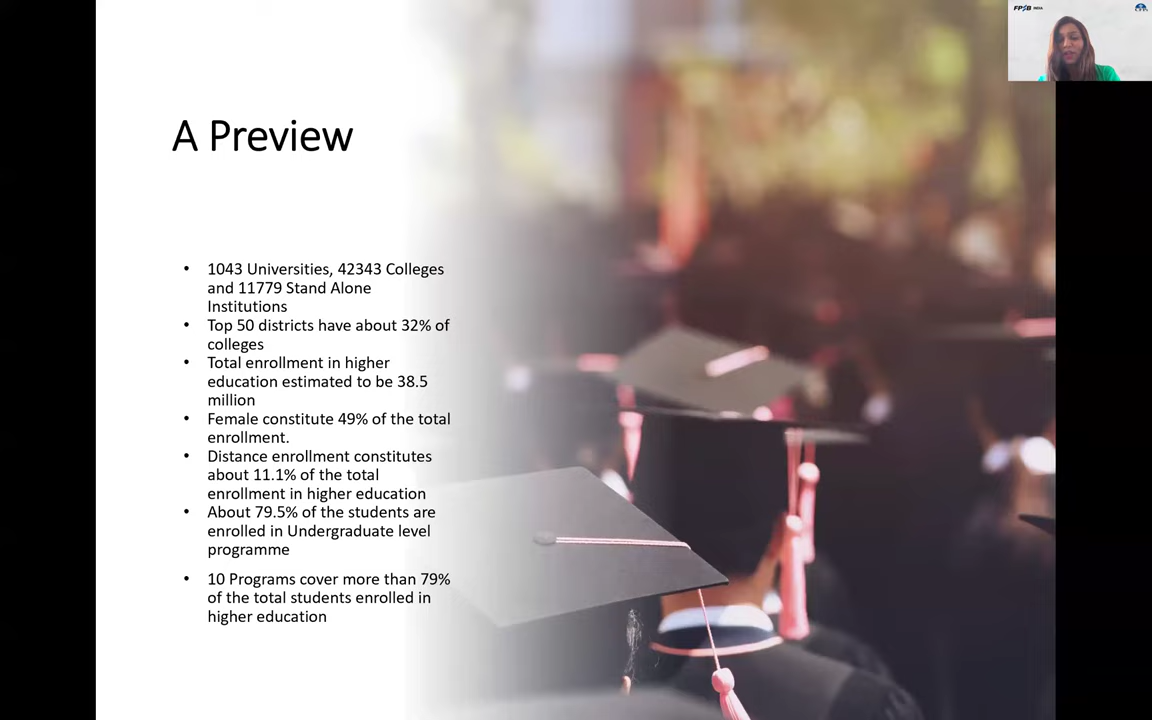 FPSB INDIA
A Preview
• 1043 Universities, 42343 Colleges
and 11779 Stand Alone
Institutions
• Top 50 districts have about 32% of
colleges
• Total enrollment in higher
education estimated to be 38.5
million
• Female constitute 49% of the total
enrollment.
• Distance enrollment constitutes
about 11.1% of the total
enrollment in higher education
• About 79.5% of the students are
enrolled in Undergraduate level
programme
• 10 Programs cover more than 79%
of the total students enrolled in
higher education